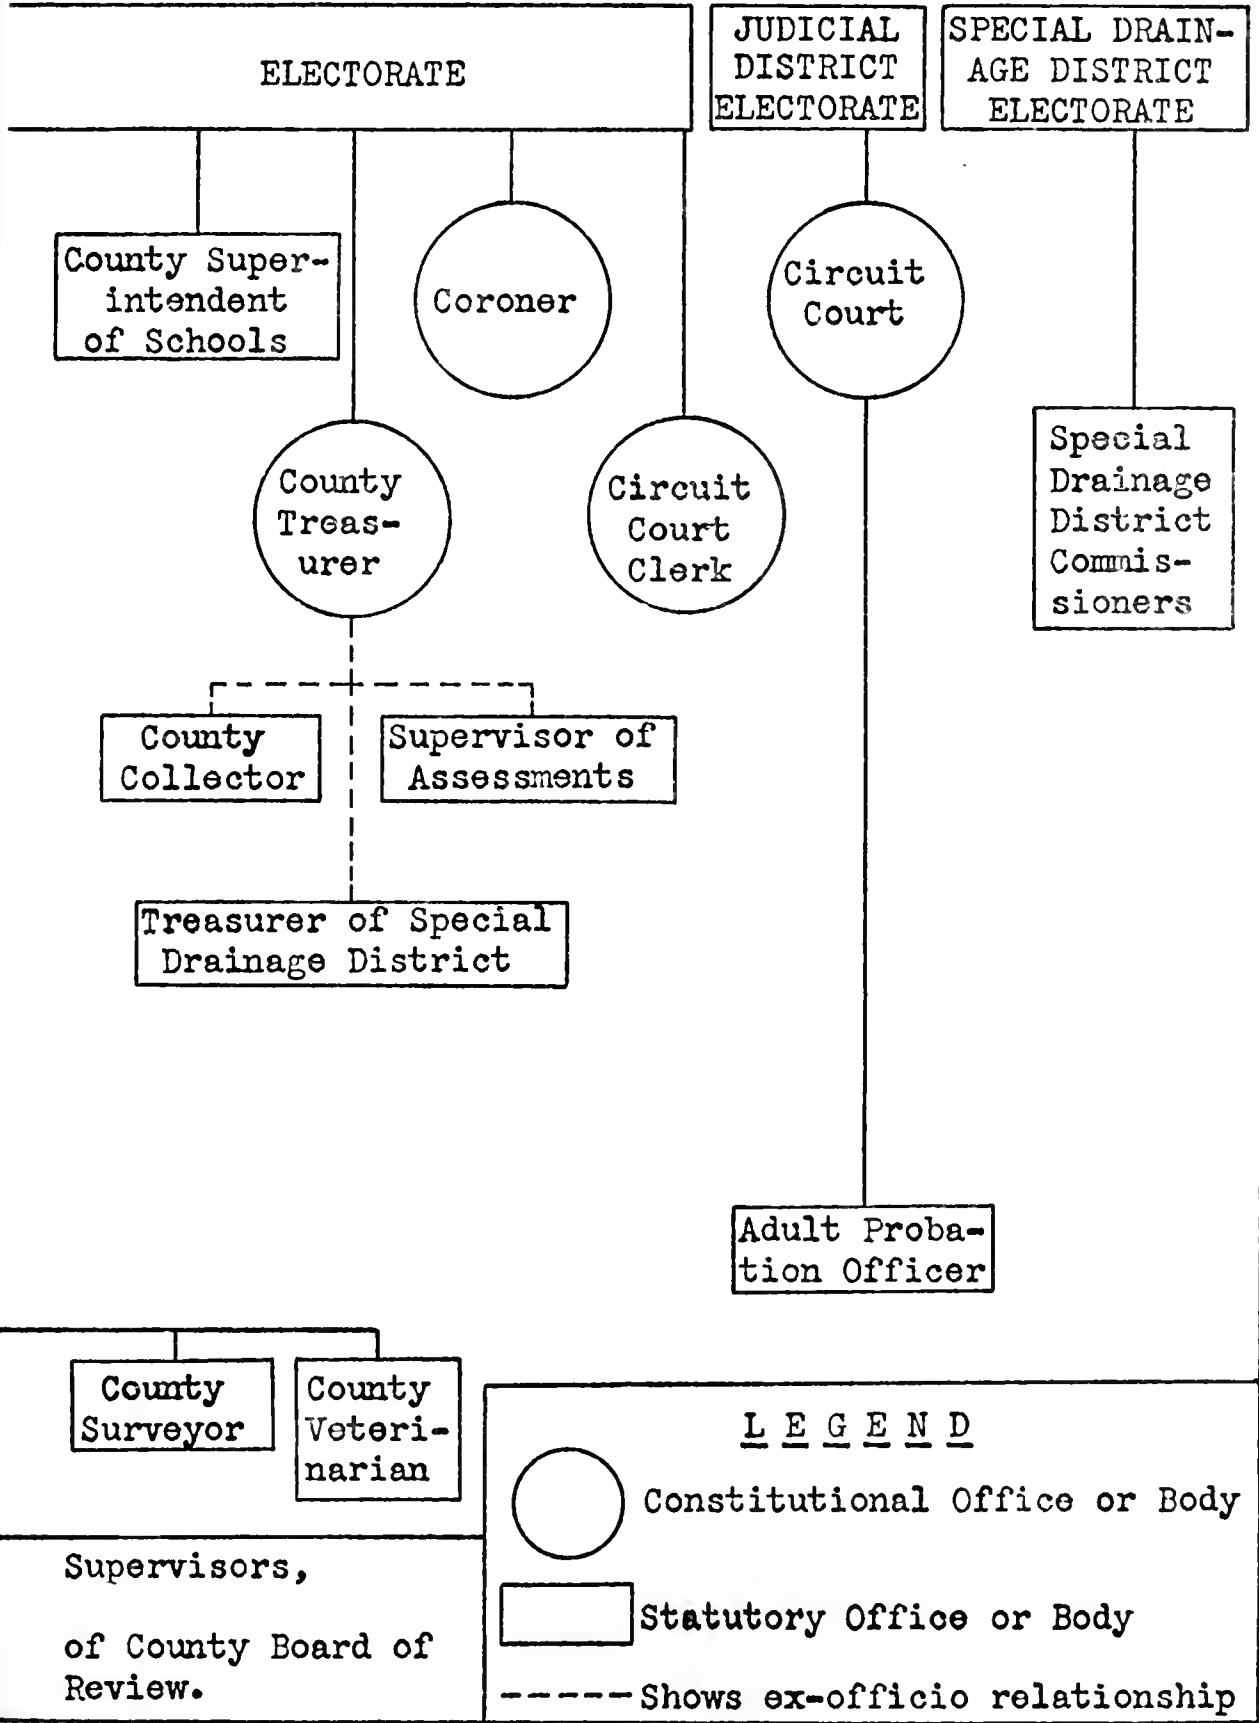 ELECTORATE
JUDICIAL
DISTRICT
ELECTORATE
SPECIAL DRAIN-
AGE DISTRICT
ELECTORATE
County Super-
intendent
of Schools
Coroner
Circuit
Court
County
Treas-
urer
Circuit
Court
Clerk
Special
Drainage
District
Commis-
sioners
County
Collector
Supervisor of
Assessments
Treasurer of Special
Drainage District
Adult Proba-
tion Officer
County
Surveyor
County
Veteri-
narian
L E G E N D
Constitutional Office or Body
Statutory Office or Body
Shows ex-officio relationship
Supervisors,
of County Board of
Review.